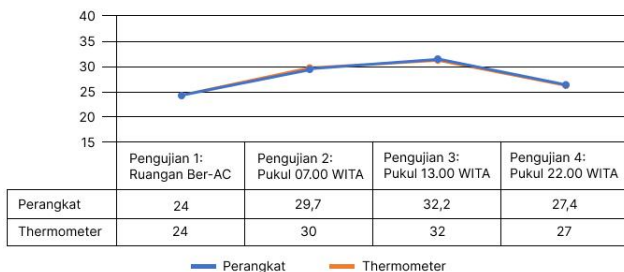 40
35
30
25
20
15
Pengujian 1: Pengujian 2: Pengujian 3: Pengujian 4:
Ruangan Ber-AC Pukul 07.00 WITA Pukul 13.00 WITA Pukul 22.00 WITA
Perangkat 24 29,7 32,2 27,4
Thermometer 24 30 32 27
Perangkat Thermometer